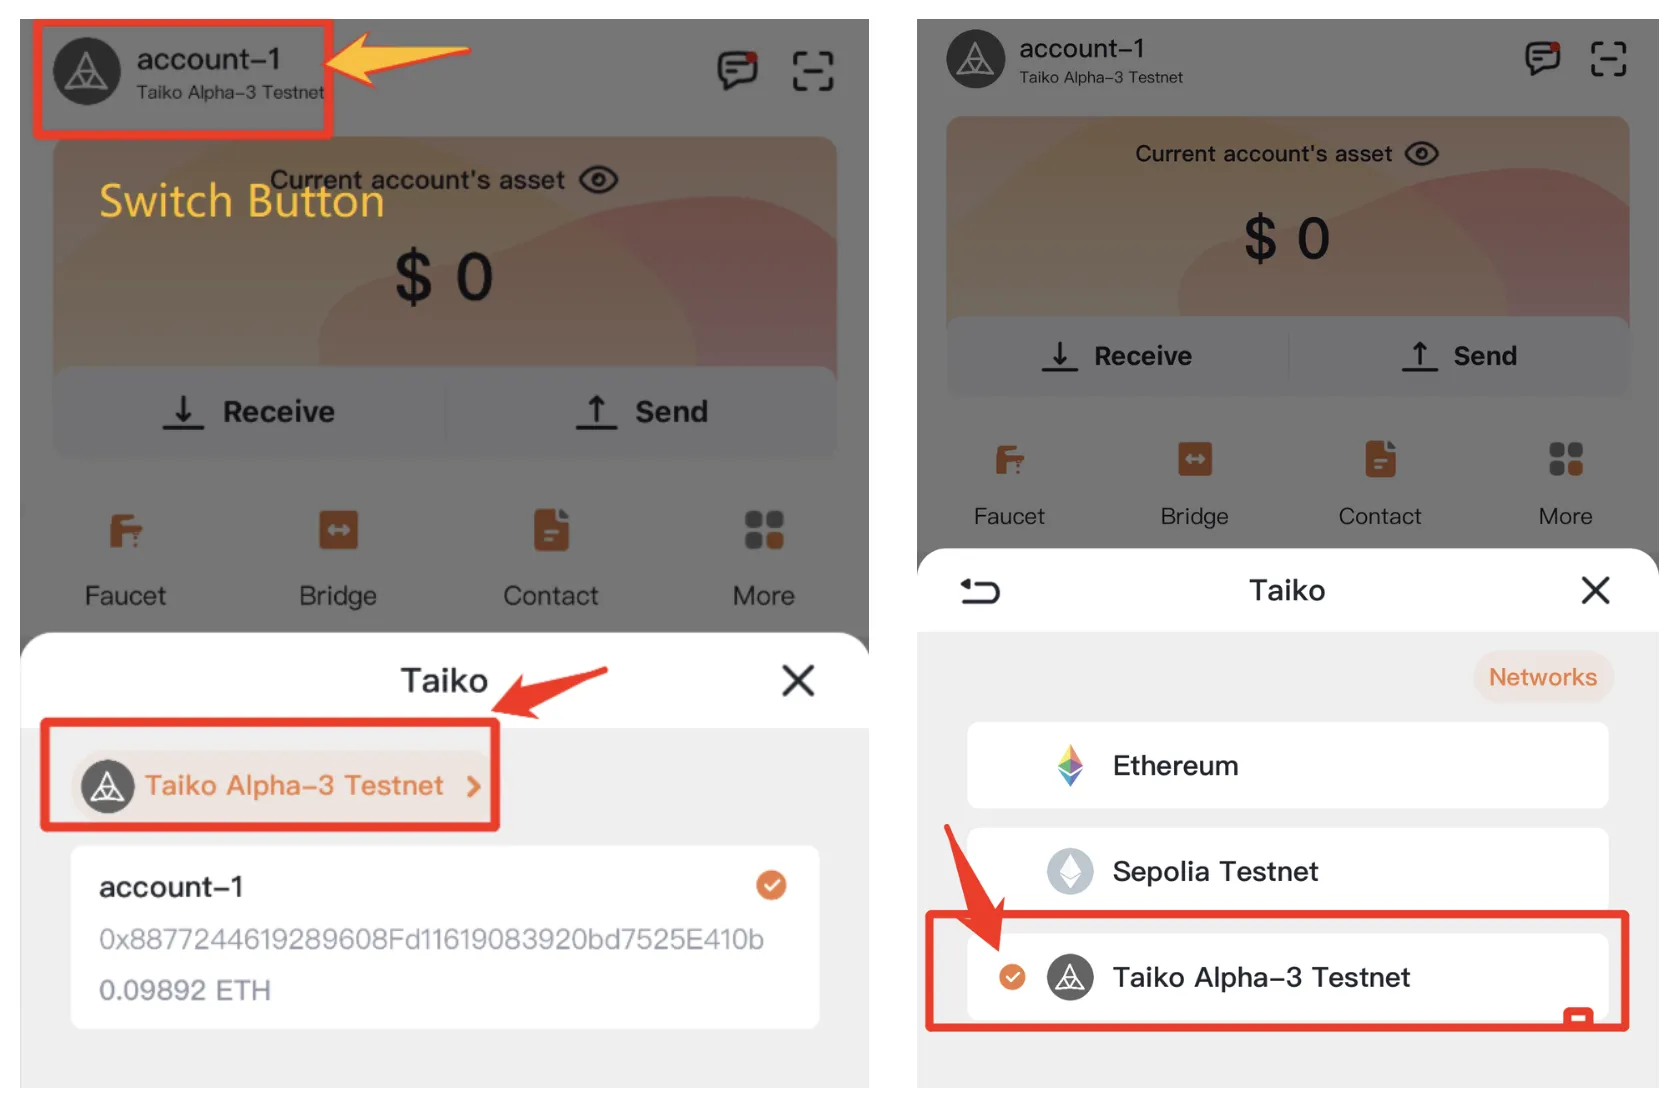 account-1
Taiko Alpha-3 Testnet
Current account's asset
Switch Button
$ 0
Receive
Send
Faucet
Bridge
Contact
More
Taiko
Taiko Alpha-3 Testnet
account-1
0x8877244619289608Fd11619083920bd7525E410b
0.09892 ETH
account-1
Taiko Alpha-3 Testnet
Current account's asset
$ 0
Receive
Send
Faucet
Bridge
Contact
More
Taiko
Networks
Ethereum
Sepolia Testnet
Taiko Alpha-3 Testnet